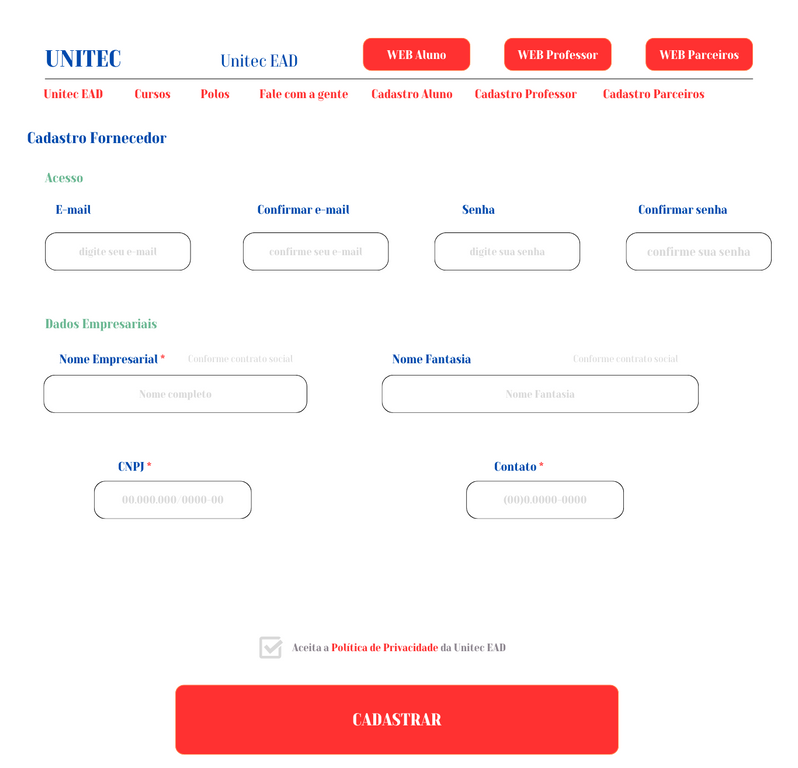 UNITEC
Unitec EAD
WEB Aluno
WEB Professor
WEB Parceiros
Unitec EAD
Cursos
Polos
Fale com a gente
Cadastro Aluno
Cadastro Professor
Cadastro Parceiros
Cadastro Fornecedor
Acesso
E-mail
Confirmar e-mail
Senha
Confirmar senha
digite seu e-mail
confirme seu e-mail
digite sua senha
confirme sua senha
Dados Empresariais
Nome Empresarial *
Conforme contrato social
Nome Fantasia
Conforme contrato social
Nome completo
Nome Fantasia
CNPJ *
Contato *
00.000.000/0000-00
(00)0.0000-0000
Aceita a Política de Privacidade da Unitec EAD
CADASTRAR